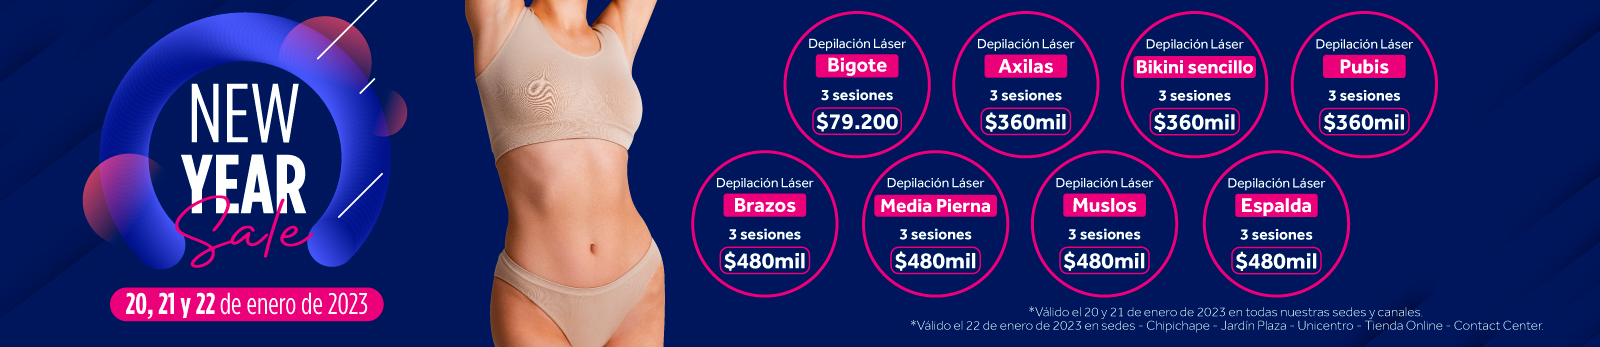 NEW
YEAR
Sale
20, 21 y 22 de enero de 2023
Depilación Láser
Bigote
3 sesiones
$79.200
Depilación Láser
Axilas
3 sesiones
$360mil
Depilación Láser
Bikini sencillo
3 sesiones
$360mil
Depilación Láser
Pubis
3 sesiones
$360mil
Depilación Láser
Brazos
3 sesiones
$480mil
Depilación Láser
Media Pierna
3 sesiones
$480mil
Depilación Láser
Muslos
3 sesiones
$480mil
Depilación Láser
Espalda
3 sesiones
$480mil
*Válido el 20 y 21 de enero de 2023 en todas nuestras sedes y canales.
*Válido el 22 de enero de 2023 en sedes - Chipichape - Jardín Plaza - Unicentro - Tienda Online - Contact Center.